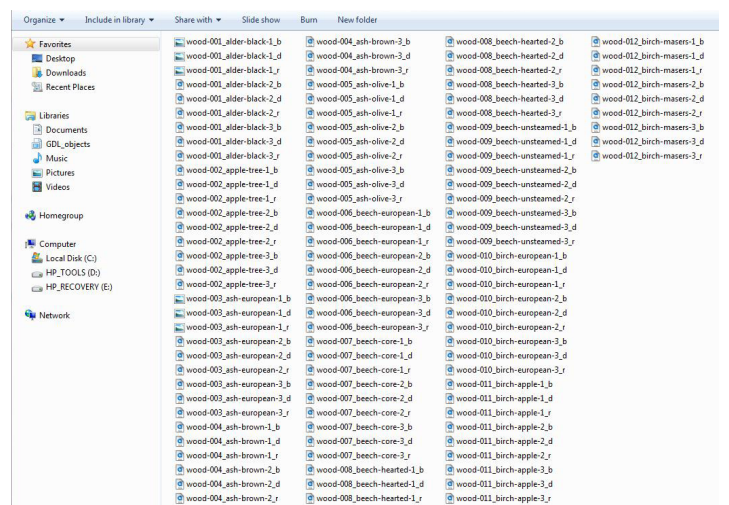 Organize Include in library Share with Slide show Burn New folder
Favorites
Desktop
Downloads
Recent Places
Libraries
Documents
GDL_objects
Music
Pictures
Videos
Homegroup
Computer
Local Disk (C:)
HP_TOOLS (D:)
HP_RECOVERY (E:)
Network
wood-001_alder-black-1_b
wood-001_alder-black-1_d
wood-001_alder-black-1_r
wood-001_alder-black-2_b
wood-001_alder-black-2_d
wood-001_alder-black-2_r
wood-001_alder-black-3_b
wood-001_alder-black-3_d
wood-001_alder-black-3_r
wood-002_apple-tree-1_b
wood-002_apple-tree-1_d
wood-002_apple-tree-1_r
wood-002_apple-tree-2_b
wood-002_apple-tree-2_d
wood-002_apple-tree-2_r
wood-002_apple-tree-3_b
wood-002_apple-tree-3_d
wood-002_apple-tree-3_r
wood-003_ash-european-1_b
wood-003_ash-european-1_d
wood-003_ash-european-1_r
wood-003_ash-european-2_b
wood-003_ash-european-2_d
wood-003_ash-european-2_r
wood-003_ash-european-3_b
wood-003_ash-european-3_d
wood-003_ash-european-3_r
wood-004_ash-brown-1_b
wood-004_ash-brown-1_d
wood-004_ash-brown-1_r
wood-004_ash-brown-2_b
wood-004_ash-brown-2_d
wood-004_ash-brown-2_r
wood-004_ash-brown-3_b
wood-004_ash-brown-3_d
wood-004_ash-brown-3_r
wood-005_ash-olive-1_b
wood-005_ash-olive-1_d
wood-005_ash-olive-1_r
wood-005_ash-olive-2_b
wood-005_ash-olive-2_d
wood-005_ash-olive-2_r
wood-005_ash-olive-3_b
wood-005_ash-olive-3_d
wood-005_ash-olive-3_r
wood-006_beech-european-1_b
wood-006_beech-european-1_d
wood-006_beech-european-1_r
wood-006_beech-european-2_b
wood-006_beech-european-2_d
wood-006_beech-european-2_r
wood-006_beech-european-3_b
wood-006_beech-european-3_d
wood-006_beech-european-3_r
wood-007_beech-core-1_b
wood-007_beech-core-1_d
wood-007_beech-core-1_r
wood-007_beech-core-2_b
wood-007_beech-core-2_d
wood-007_beech-core-2_r
wood-007_beech-core-3_b
wood-007_beech-core-3_d
wood-007_beech-core-3_r
wood-008_beech-hearted-1_b
wood-008_beech-hearted-1_d
wood-008_beech-hearted-1_r
wood-008_beech-hearted-2_b
wood-008_beech-hearted-2_d
wood-008_beech-hearted-2_r
wood-008_beech-hearted-3_b
wood-008_beech-hearted-3_d
wood-008_beech-hearted-3_r
wood-009_beech-unsteamed-1_b
wood-009_beech-unsteamed-1_d
wood-009_beech-unsteamed-1_r
wood-009_beech-unsteamed-2_b
wood-009_beech-unsteamed-2_d
wood-009_beech-unsteamed-2_r
wood-009_beech-unsteamed-3_b
wood-009_beech-unsteamed-3_d
wood-009_beech-unsteamed-3_r
wood-010_birch-european-1_b
wood-010_birch-european-1_d
wood-010_birch-european-1_r
wood-010_birch-european-2_b
wood-010_birch-european-2_d
wood-010_birch-european-2_r
wood-010_birch-european-3_b
wood-010_birch-european-3_d
wood-010_birch-european-3_r
wood-011_birch-apple-1_b
wood-011_birch-apple-1_d
wood-011_birch-apple-1_r
wood-011_birch-apple-2_b
wood-011_birch-apple-2_d
wood-011_birch-apple-2_r
wood-011_birch-apple-3_b
wood-011_birch-apple-3_d
wood-011_birch-apple-3_r
wood-012_birch-masers-1_b
wood-012_birch-masers-1_d
wood-012_birch-masers-1_r
wood-012_birch-masers-2_b
wood-012_birch-masers-2_d
wood-012_birch-masers-2_r
wood-012_birch-masers-3_b
wood-012_birch-masers-3_d
wood-012_birch-masers-3_r